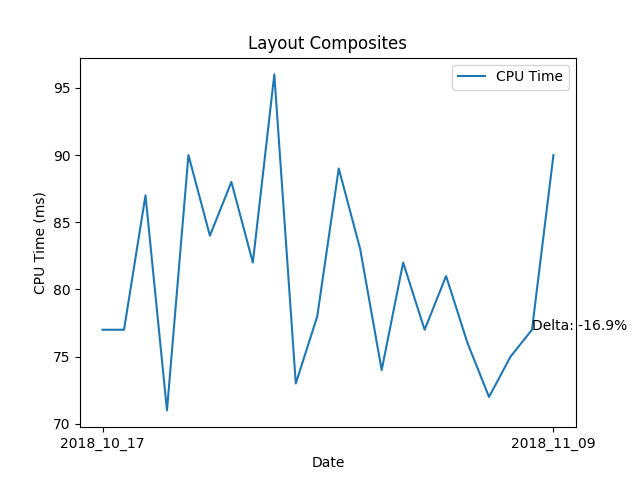 Layout Composites
CPU Time
CPU Time (ms)
95
90
85
80
75
70
Delta: -16.9%
2018_10_17
2018_11_09
Date